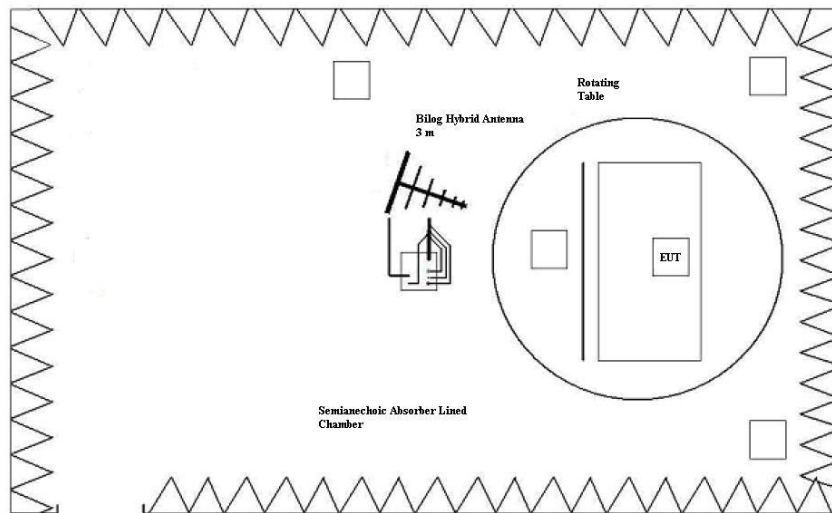 Rotating
Table
Bilog Hybrid Antenna
3 m
EUT
Semianechoic Absorber Lined
Chamber